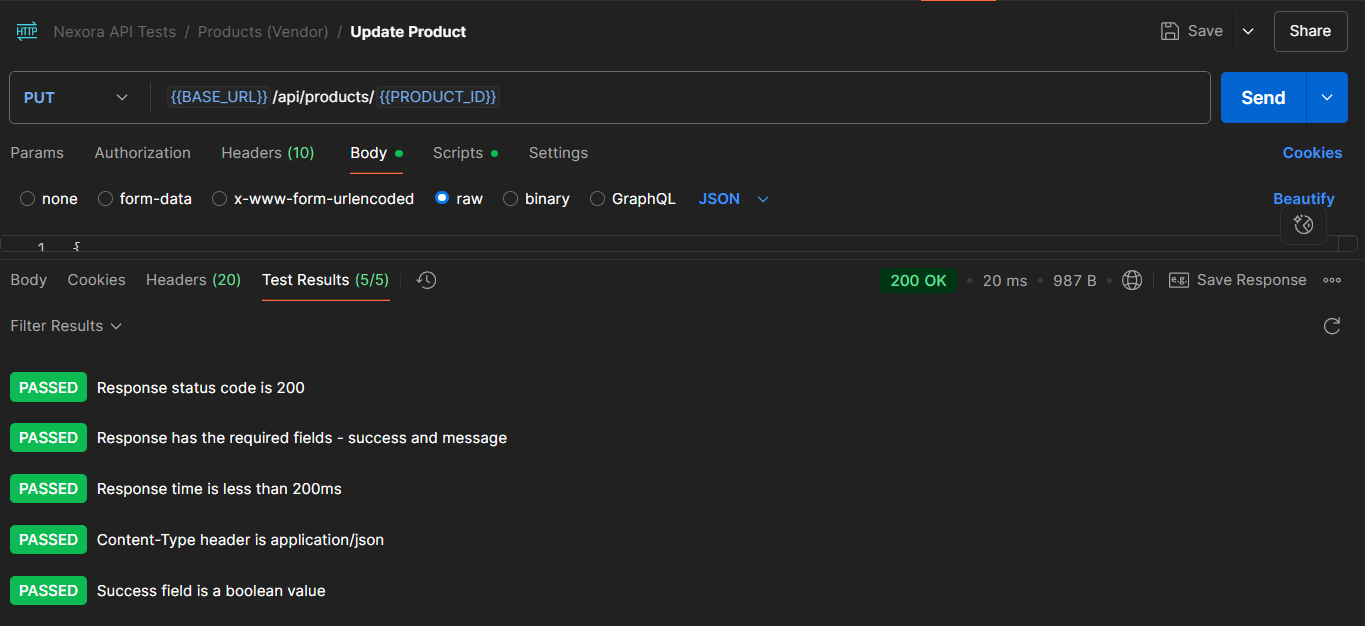 HTTP Nexora API Tests / Products (Vendor) / Update Product Save Share
PUT {{BASE_URL}} /api/products/ {{PRODUCT_ID}} Send
Params Authorization Headers (10) Body Scripts Settings Cookies
none form-data x-www-form-urlencoded raw binary GraphQL JSON Beautify
1 {
Body Cookies Headers (20) Test Results (5/5) 200 OK 20 ms 987 B e.g. Save Response
Filter Results
PASSED Response status code is 200
PASSED Response has the required fields - success and message
PASSED Response time is less than 200ms
PASSED Content-Type header is application/json
PASSED Success field is a boolean value